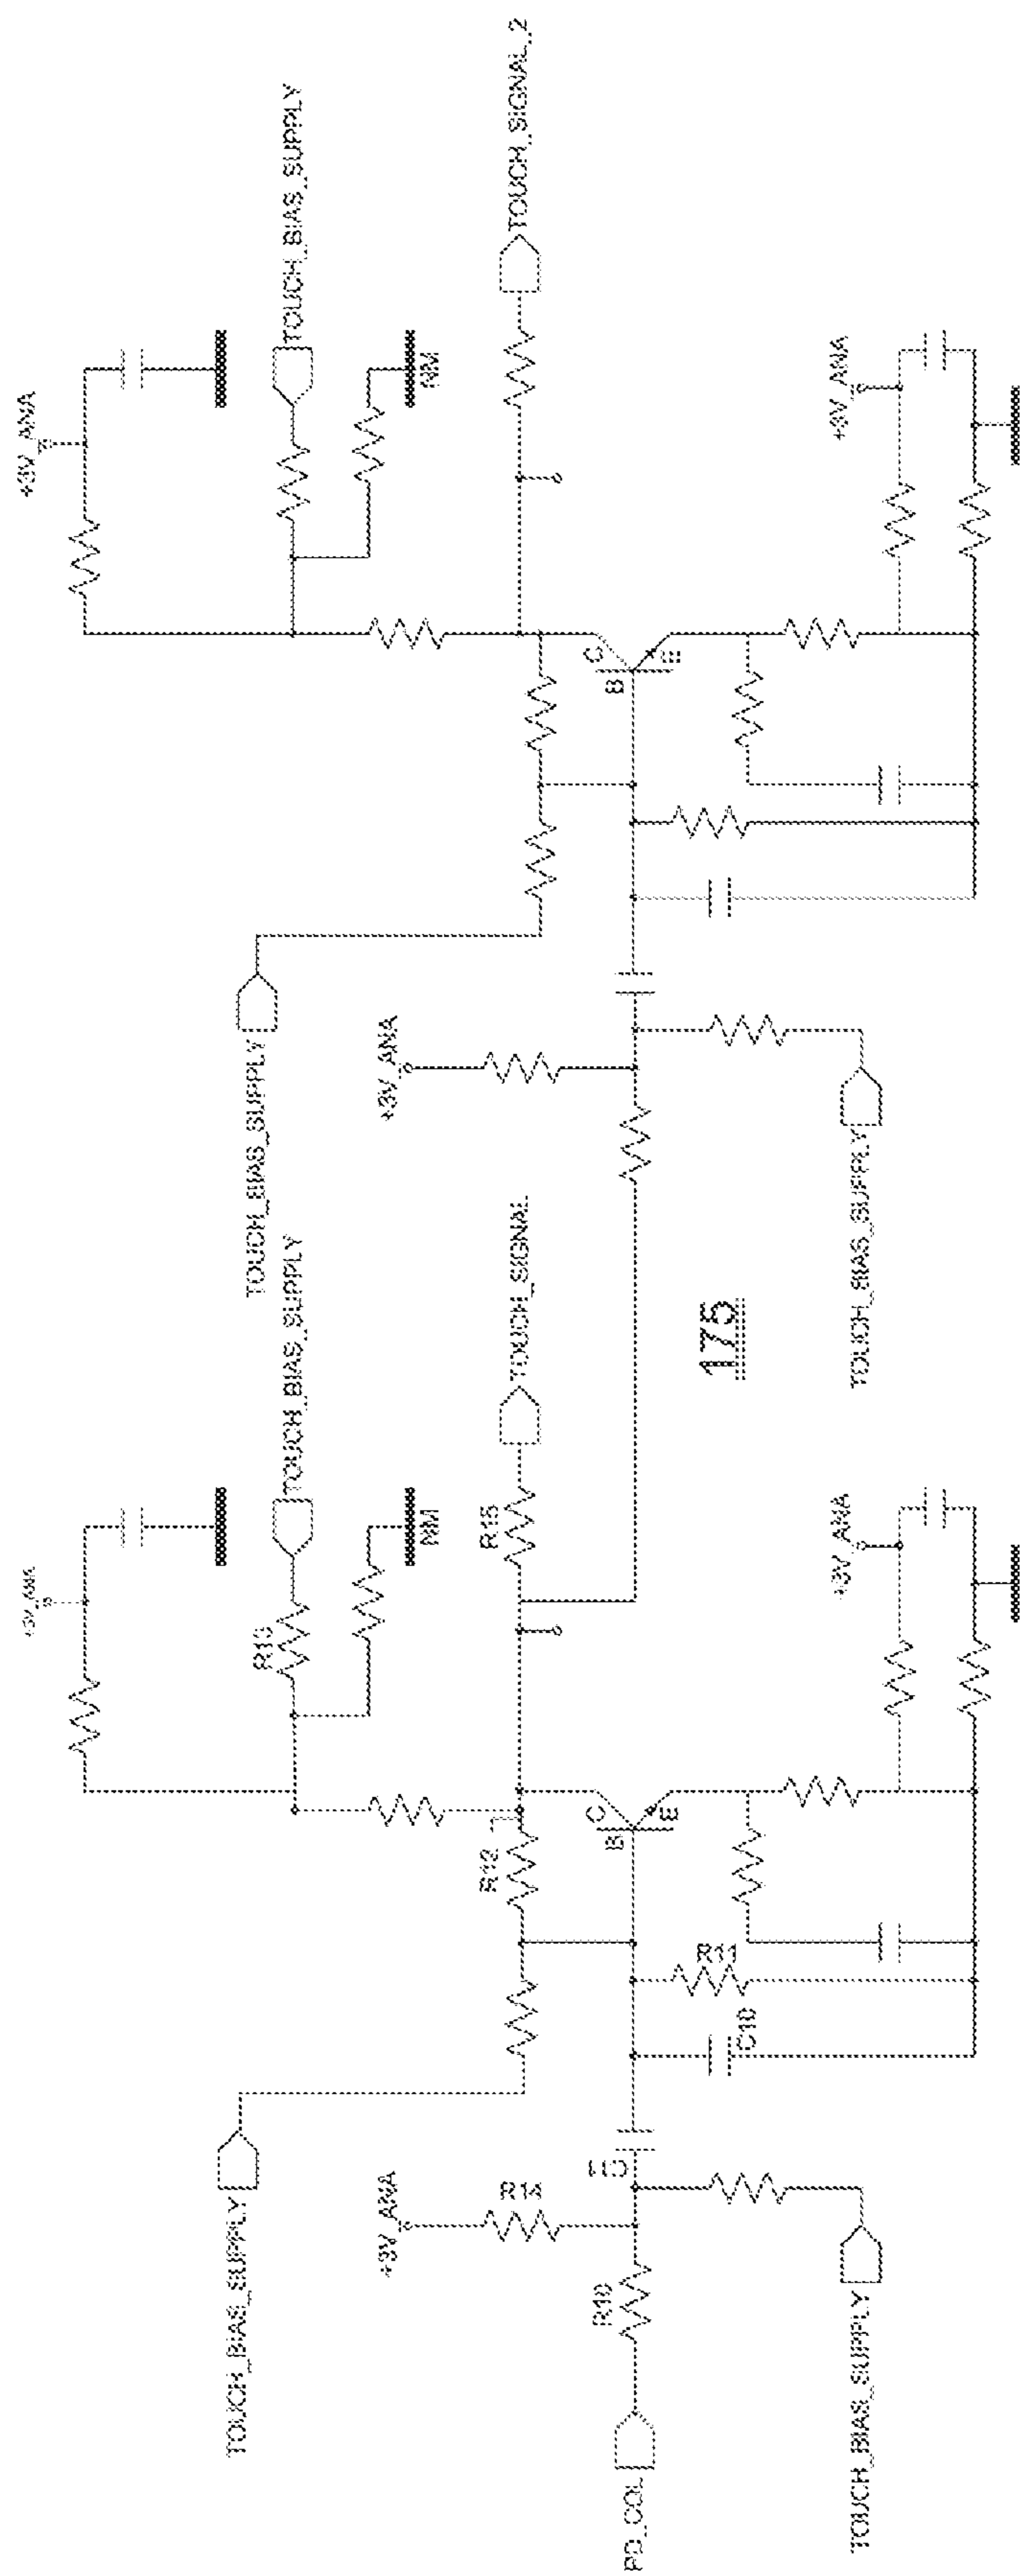 TOUCH_SIGNAL_2
TOUCH_BIAS_SUPPLY
+3V_ANA
NM
+3V_ANA
C
B
E
TOUCH_BIAS_SUPPLY
+3V_ANA
TOUCH_BIAS_SUPPLY
TOUCH_BIAS_SUPPLY
TOUCH_SIGNAL
175
+3V_ANA
R13
NM
R15
+3V_ANA
R12
C
B
E
R11
C10
TOUCH_BIAS_SUPPLY
+3V_ANA
R14
C11
R10
TOUCH_BIAS_SUPPLY
PD_COL